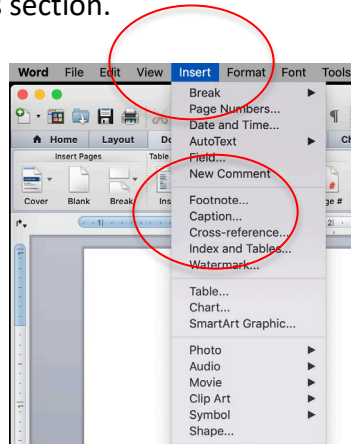 s section.
Word File Edit View Insert Format Font Tools
Break
Page Numbers...
Date and Time...
AutoText
Field...
New Comment
Home Layout
Insert Pages Table
Cover Blank Break
Footnote...
Caption...
Cross-reference...
Index and Tables...
Watermark...
Table...
Chart...
SmartArt Graphic...
Photo
Audio
Movie
Clip Art
Symbol
Shape...